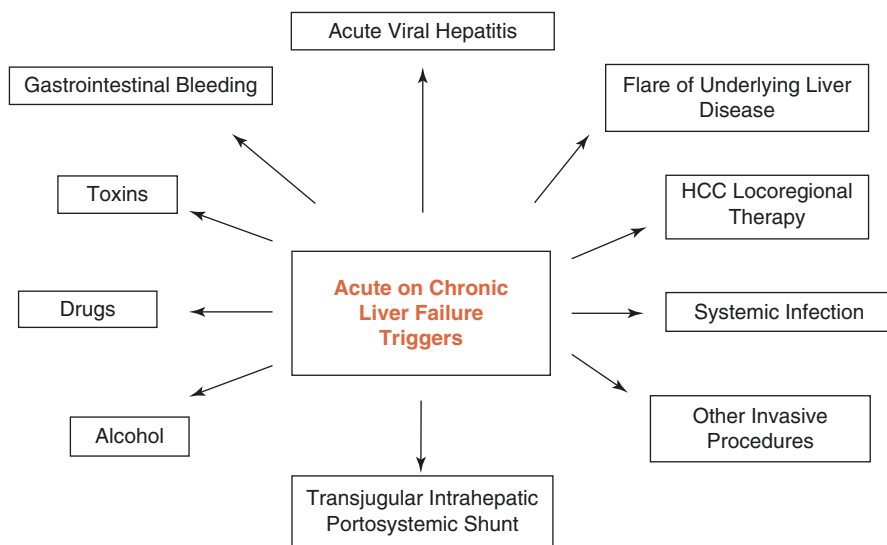 Acute Viral Hepatitis
Gastrointestinal Bleeding
Flare of Underlying Liver
Disease
Toxins
HCC Locoregional
Therapy
Acute on Chronic
Liver Failure
Triggers
Drugs
Systemic Infection
Alcohol
Other Invasive
Procedures
Transjugular Intrahepatic
Portosystemic Shunt